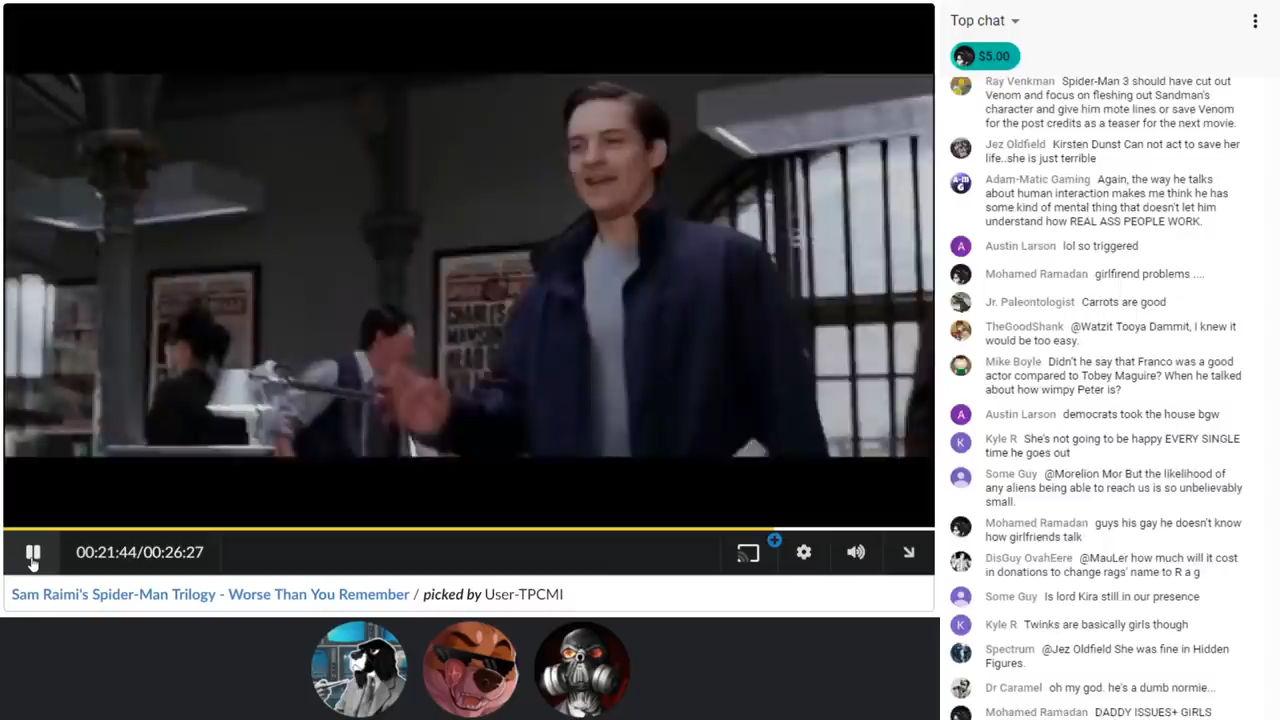 Top chat
$5.00
Ray Venkman Spider-Man 3 should have cut out
Venom and focus on fleshing out Sandman's
character and give him mote lines or save Venom
for the post credits as a teaser for the next movie.
Jez Oldfield Kirsten Dunst Can not act to save her
life..she is just terrible
A-M
G
Adam-Matic Gaming Again, the way he talks
about human interaction makes me think he has
some kind of mental thing that doesn't let him
understand how REAL ASS PEOPLE WORK.
A
Austin Larson lol so triggered
Mohamed Ramadan girlfirend problems ....
Jr. Paleontologist Carrots are good
TheGoodShank @Watzit Tooya Dammit, I knew it
would be too easy.
Mike Boyle Didn't he say that Franco was a good
actor compared to Tobey Maguire? When he talked
about how wimpy Peter is?
A
Austin Larson democrats took the house bgw
K
Kyle R She's not going to be happy EVERY SINGLE
time he goes out
Some Guy @Morelion Mor But the likelihood of
any aliens being able to reach us is so unbelievably
small.
Mohamed Ramadan guys his gay he doesn't know
how girlfriends talk
DisGuy OvahEere @MauLer how much will it cost
in donations to change rags' name to R a g
Some Guy Is lord Kira still in our presence
K
Kyle R Twinks are basically girls though
Spectrum @Jez Oldfield She was fine in Hidden
Figures.
Dr Caramel oh my god. he's a dumb normie...
Mohamed Ramadan DADDY ISSUES+ GIRLS
00:21:44/00:26:27
Sam Raimi's Spider-Man Trilogy - Worse Than You Remember / picked by User-TPCMI